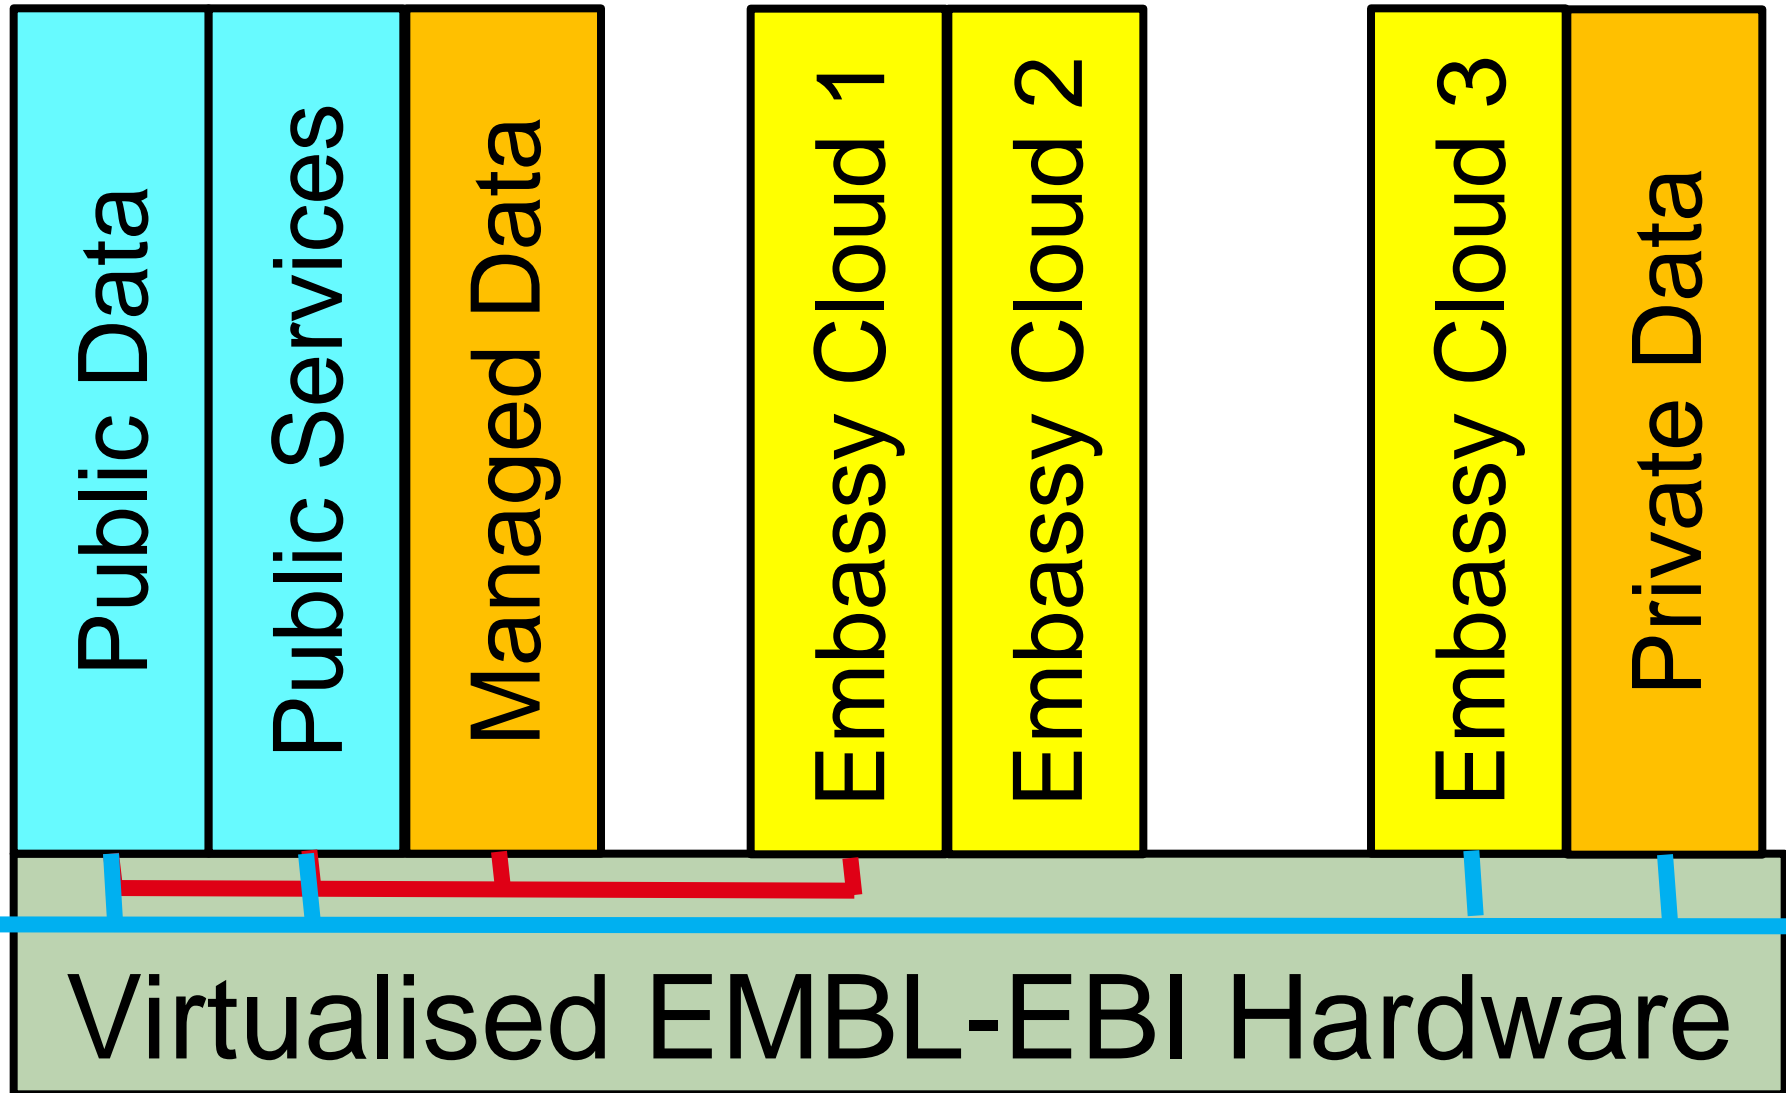 Public Data
Public Services
Managed Data
Embassy Cloud 1
Embassy Cloud 2
Embassy Cloud 3
Private Data
Virtualised EMBL-EBI Hardware